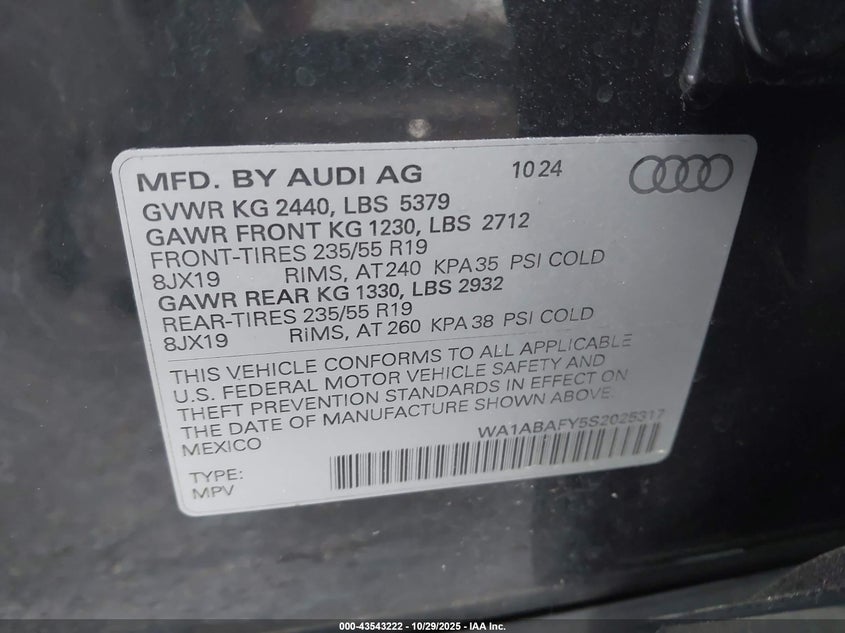 MFD. BY AUDI AG 10 24
GVWR KG 2440, LBS 5379
GAWR FRONT KG 1230, LBS 2712
FRONT-TIRES 235/55 R19
8JX19 RIMS, AT 240 KPA 35 PSI COLD
GAWR REAR KG 1330, LBS 2932
REAR-TIRES 235/55 R19
8JX19 RiMS, AT 260 KPA 38 PSI COLD
THIS VEHICLE CONFORMS TO ALL APPLICABLE
U.S. FEDERAL MOTOR VEHICLE SAFETY AND
THEFT PREVENTION STANDARDS IN EFFECT ON
THE DATE OF MANUFACTURE SHOWN ABOVE.
MEXICO WA1ABAFY5S2025317
TYPE:
MPV
000-43543222 - 10/29/2025 - IAA Inc.